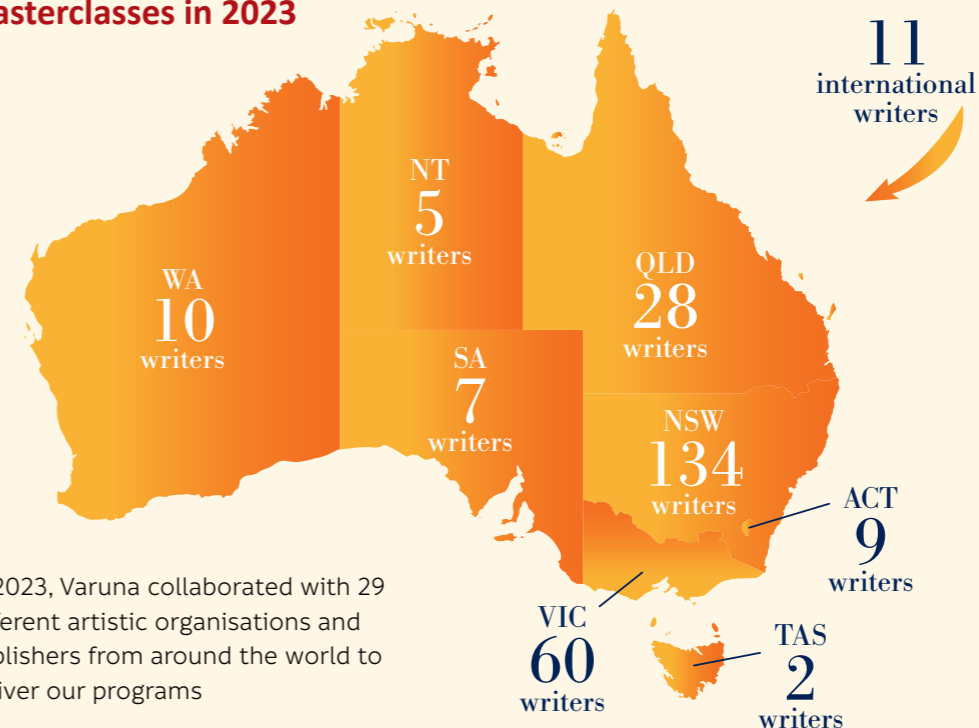 asterclasses in 2023
11
international
writers
NT
5
writers
WA
10
writers
QLD
28
writers
SA
7
writers
NSW
134
writers
ACT
9
writers
VIC
60
writers
TAS
2
writers
2023, Varuna collaborated with 29
ferent artistic organisations and
blishers from around the world to
iver our programs